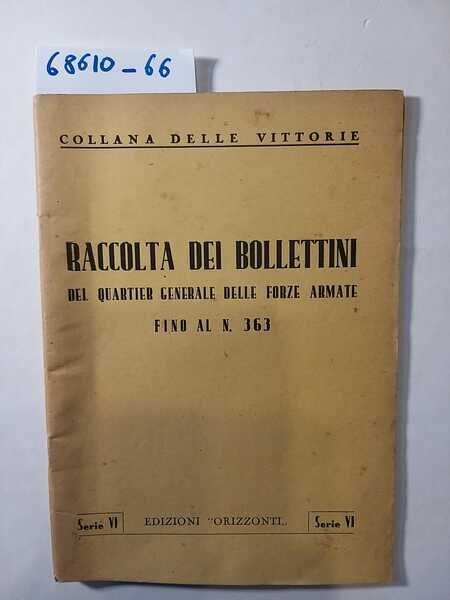 68610-66
COLLANA DELLE VITTORIE
RACCOLTA DEI BOLLETTINI
DEL QUARTIER GENERALE DELLE FORZE ARMATE
FINO AL N. 363
Serie VI EDIZIONI "ORIZZONTI„ Serie VI